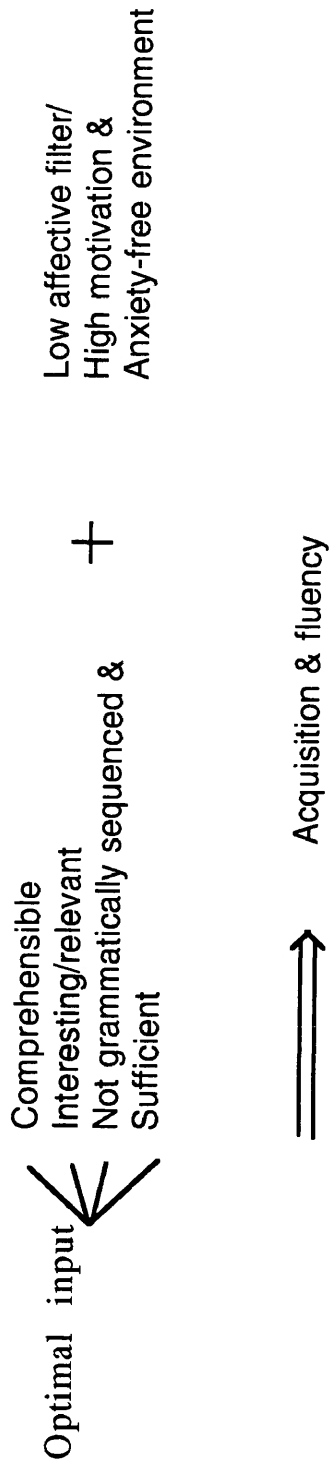 Optimal input
Comprehensible
Interesting/relevant
Not grammatically sequenced &
Sufficient
+
Low affective filter/
High motivation &
Anxiety-free environment
Acquisition & fluency